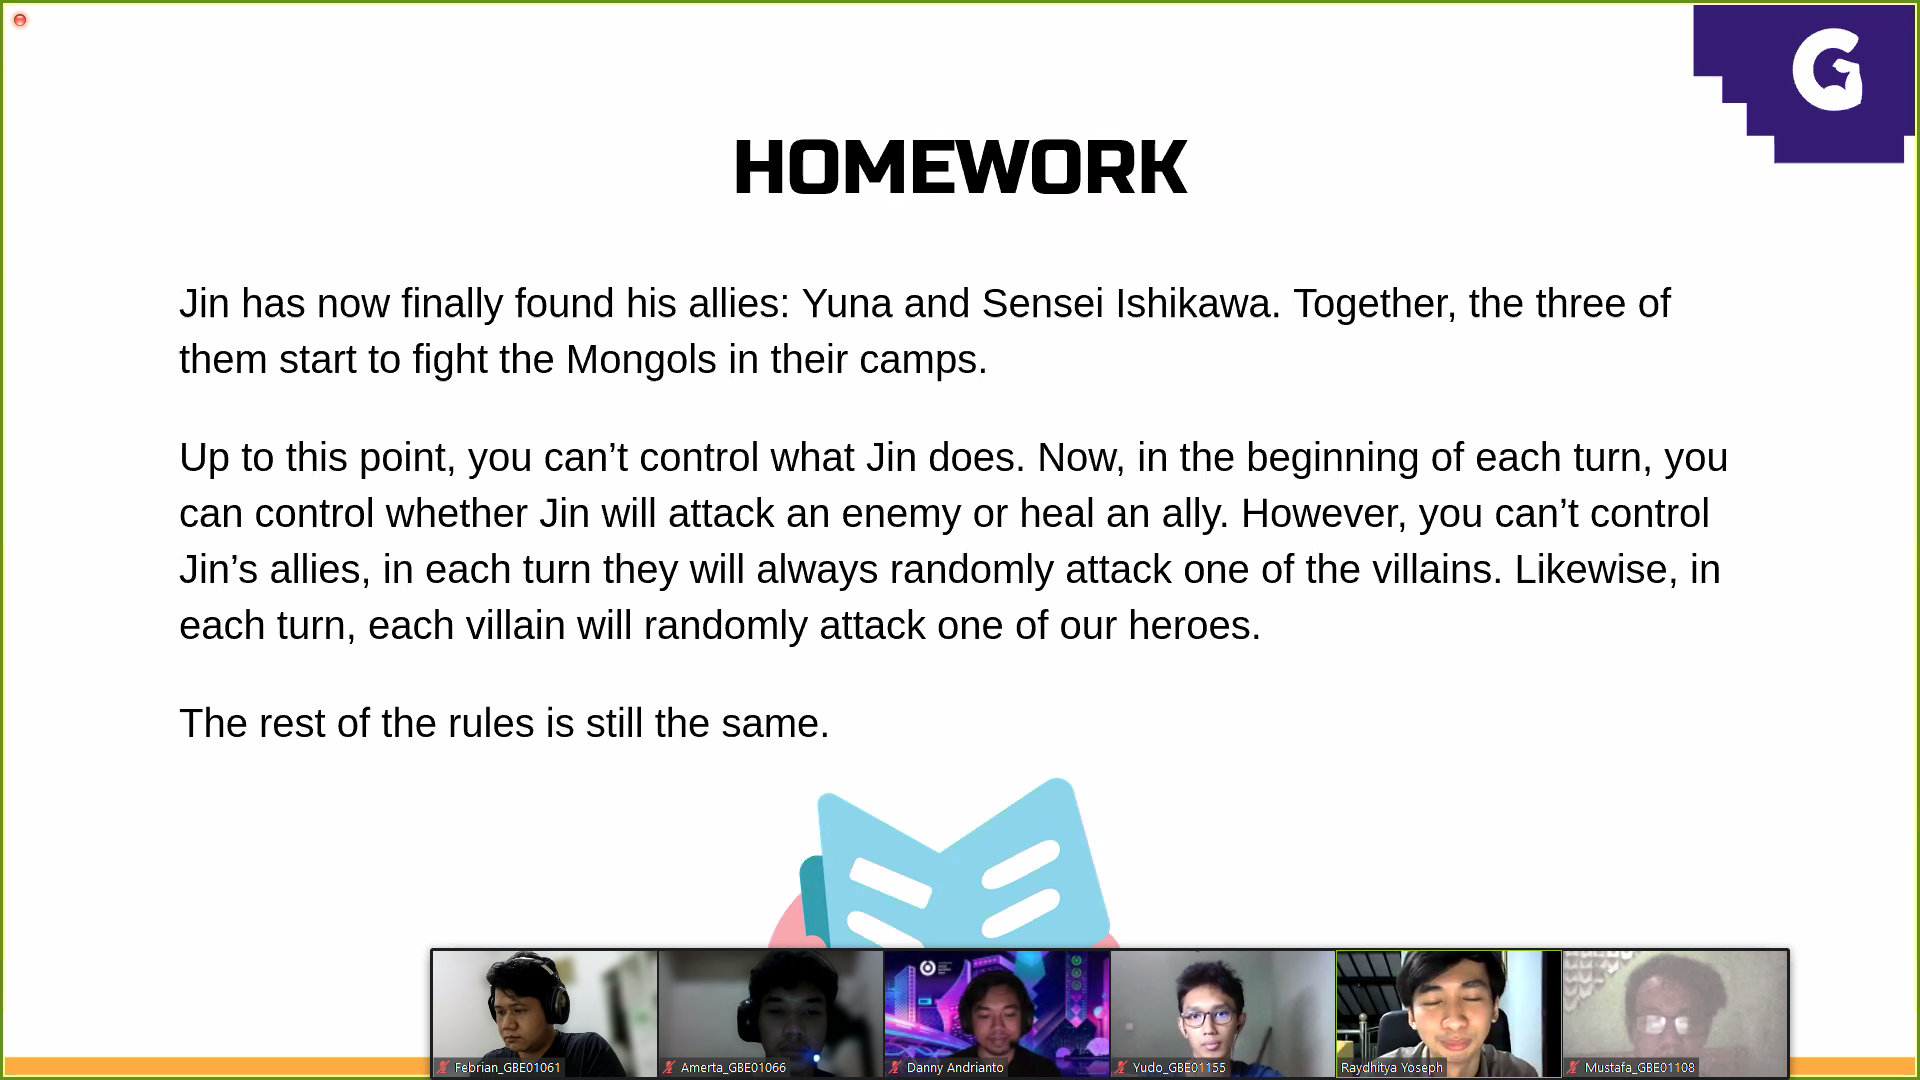 G
HOMEWORK
Jin has now finally found his allies: Yuna and Sensei Ishikawa. Together, the three of
them start to fight the Mongols in their camps.
Up to this point, you can’t control what Jin does. Now, in the beginning of each turn, you
can control whether Jin will attack an enemy or heal an ally. However, you can’t control
Jin’s allies, in each turn they will always randomly attack one of the villains. Likewise, in
each turn, each villain will randomly attack one of our heroes.
The rest of the rules is still the same.
Febrian_GBE01061
Amerta_GBE01066
Danny Andrianto
Yudo_GBE01155
Raydhitya Yoseph
Mustafa_GBE01108